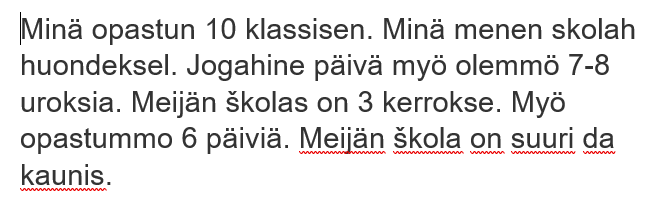 Minä opastun 10 klassisen. Minä menen skolah
huondeksel. Jogahine päivä myö olemmö 7-8
uroksia. Meijän školas on 3 kerrokse. Myö
opastummo 6 päiviä. Meijän škola on suuri da
kaunis.